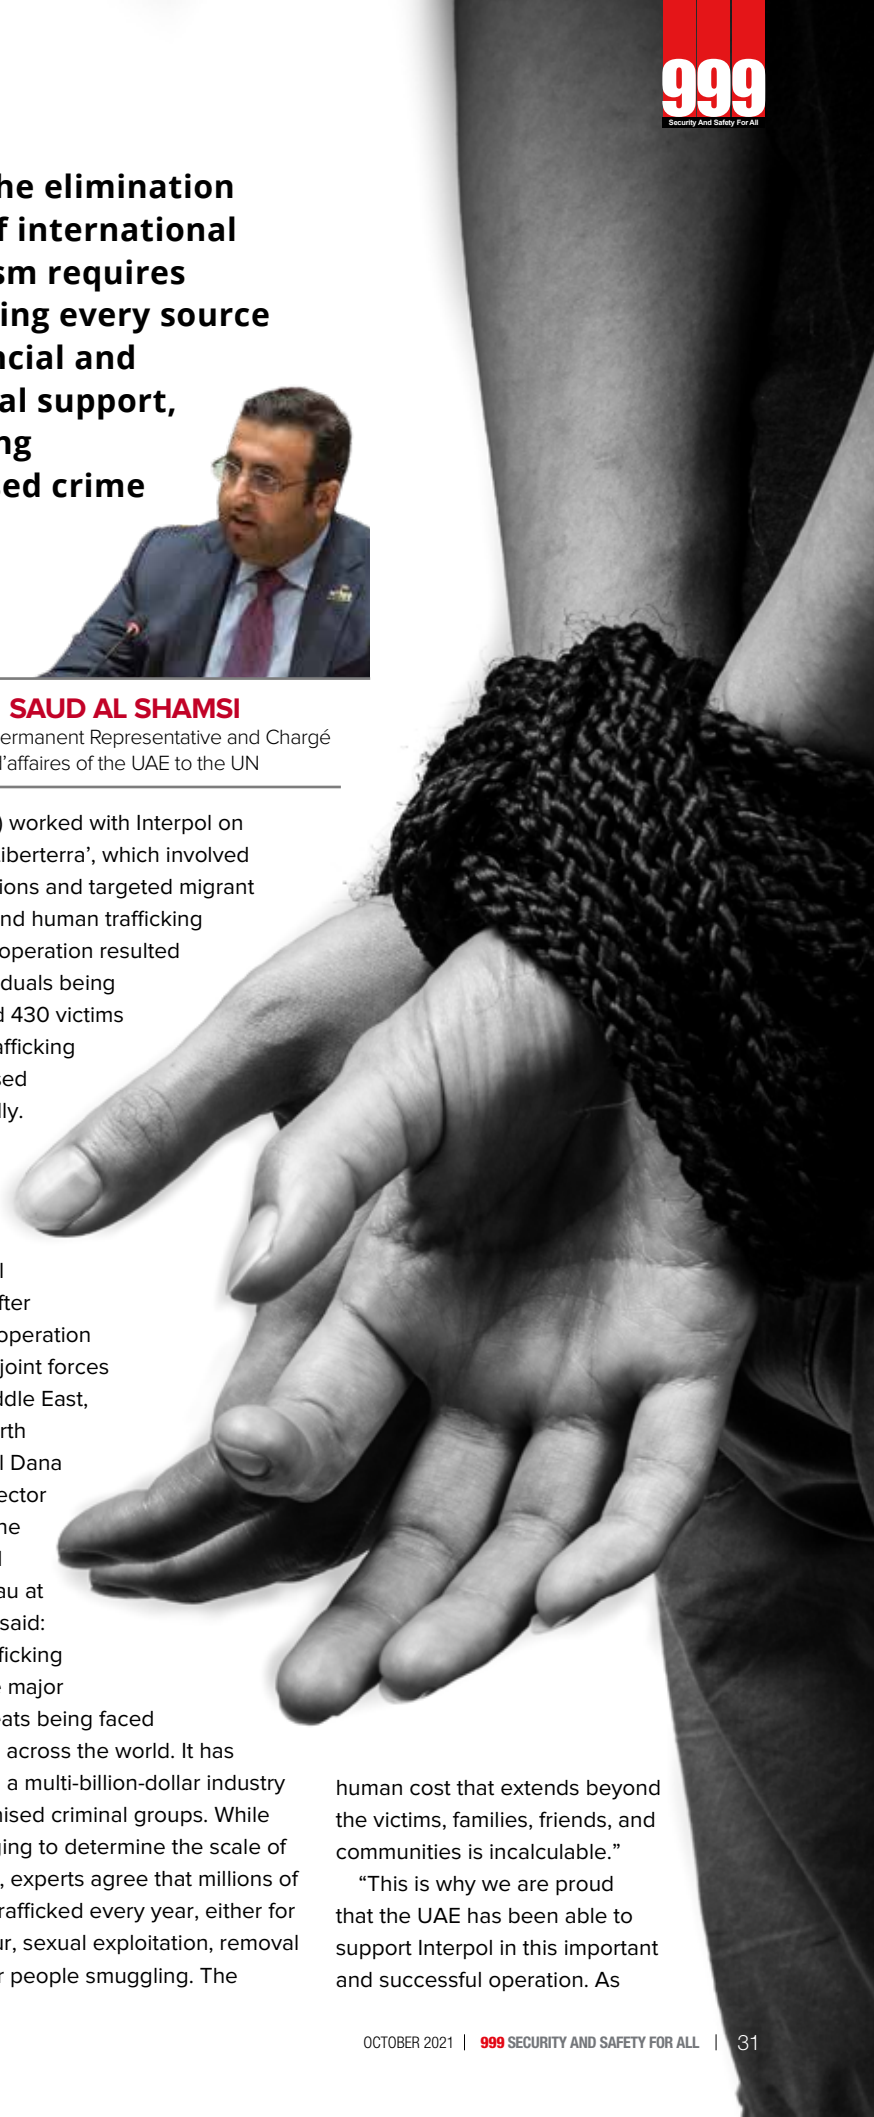 999
Security And Safety For All
he elimination
f international
sm requires
ing every source
ncial and
al support,
ng
ed crime
SAUD AL SHAMSI
ermanent Representative and Chargé
d’affaires of the UAE to the UN
) worked with Interpol on
iberterra’, which involved
ions and targeted migrant
nd human trafficking
operation resulted
duals being
d 430 victims
afficking
sed
lly.
l
fter
operation
joint forces
ddle East,
rth
l Dana
ector
ne
l
au at
said:
ficking
e major
eats being faced
across the world. It has
a multi-billion-dollar industry
nised criminal groups. While
ging to determine the scale of
, experts agree that millions of
rafficked every year, either for
ur, sexual exploitation, removal
r people smuggling. The
human cost that extends beyond
the victims, families, friends, and
communities is incalculable.”
“This is why we are proud
that the UAE has been able to
support Interpol in this important
and successful operation. As
OCTOBER 2021 | 999 SECURITY AND SAFETY FOR ALL | 31